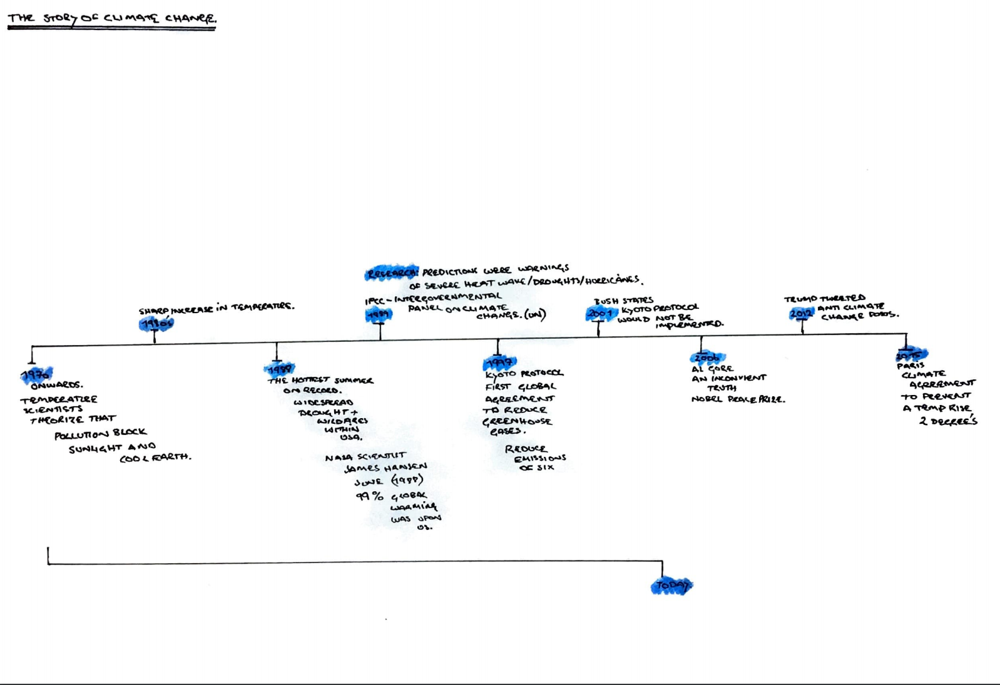 THE STORY OF CLIMATE CHANGE.
RESEARCH: PREDICTIONS WERE WARNINGS
OF SEVERE HEAT WAVE/DROUGHTS/HURRICANES.
IPCC - INTERGOVERNMENTAL
PANEL ON CLIMATE
CHANGE. (UN)
1989
SHARP INCREASE IN TEMPERATURE.
1980's
BUSH STATES
2001 KYOTO PROTOCOL
WOULD NOT BE
IMPLEMENTED.
TRUMP TWEETED
2012 ANTI CLIMATE
CHANGE POSTS.
1970
ONWARDS.
TEMPERATURE
SCIENTISTS
THEORIZE THAT
POLLUTION BLOCK
SUNLIGHT AND
COOL EARTH.
1988
THE HOTTEST SUMMER
ON RECORD.
WIDESPREAD
DROUGHT +
WILDFIRES
WITHIN
USA.
NASA SCIENTIST
JAMES HANSEN
JUNE (1988)
99% GLOBAL
WARMING
WAS UPON
US.
1997
KYOTO PROTOCOL
FIRST GLOBAL
AGREEMENT
TO REDUCE
GREENHOUSE
GASES.
REDUCE
EMISSIONS
OF SIX
2006
AL GORE
AN INCONVIENT
TRUTH
NOBEL PEACE PRIZE.
2015
PARIS
CLIMATE
AGREEMENT
TO PREVENT
A TEMP RISE
2 DEGREE'S
TODAY.